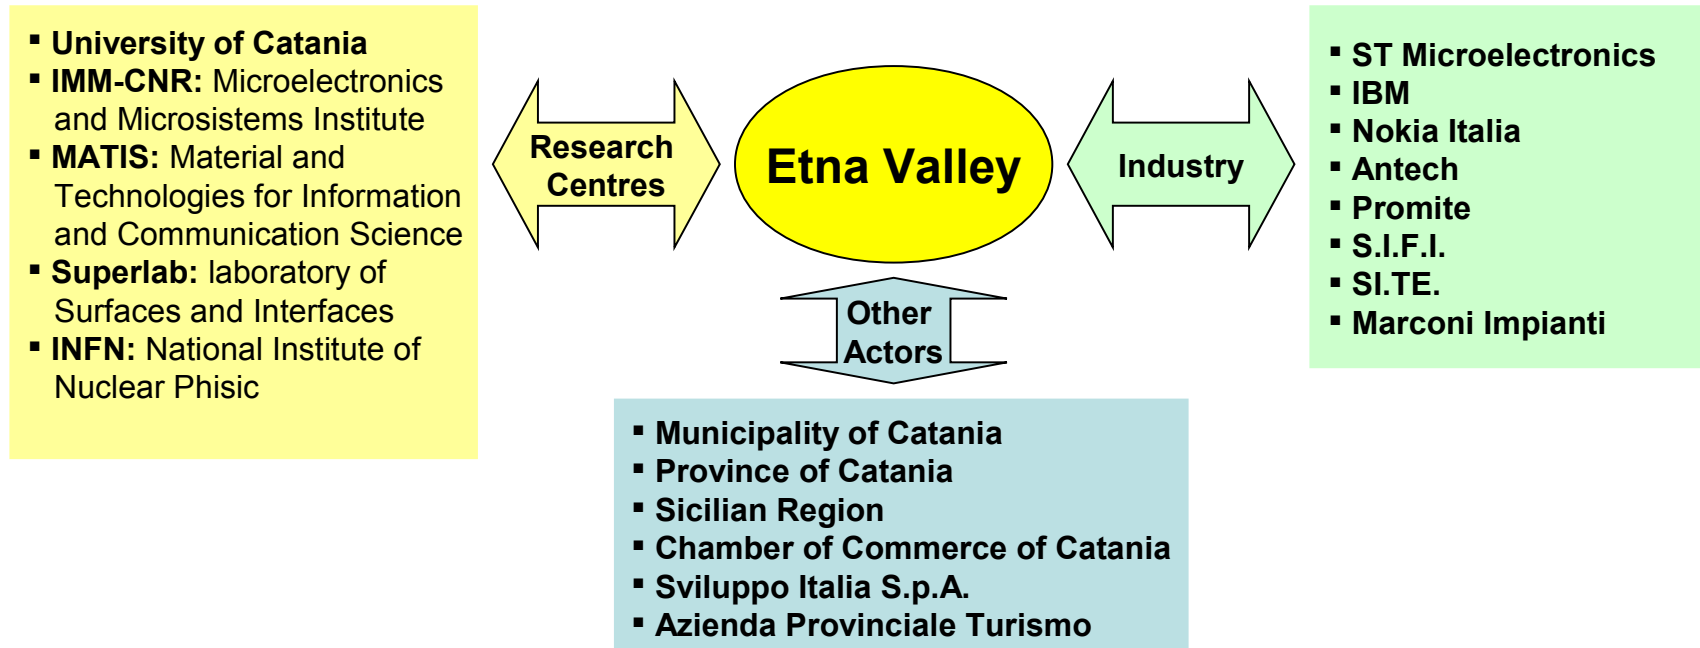 ▪ University of Catania
▪ IMM-CNR: Microelectronics
and Microsistems Institute
▪ MATIS: Material and
Technologies for Information
and Communication Science
▪ Superlab: laboratory of
Surfaces and Interfaces
▪ INFN: National Institute of
Nuclear Phisic
Research
Centres
Etna Valley
Industry
▪ ST Microelectronics
▪ IBM
▪ Nokia Italia
▪ Antech
▪ Promite
▪ S.I.F.I.
▪ SI.TE.
▪ Marconi Impianti
Other
Actors
▪ Municipality of Catania
▪ Province of Catania
▪ Sicilian Region
▪ Chamber of Commerce of Catania
▪ Sviluppo Italia S.p.A.
▪ Azienda Provinciale Turismo